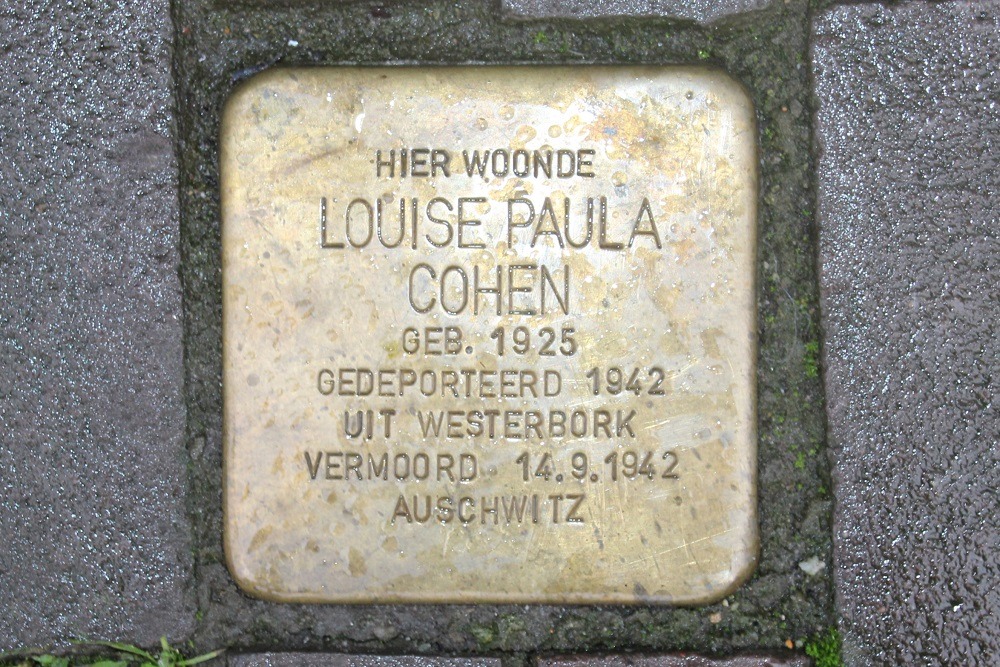 HIER WOONDE
LOUISE PAULA
COHEN
GEB. 1925
GEDEPORTEERD 1942
UIT WESTERBORK
VERMOORD 14.9.1942
AUSCHWITZ